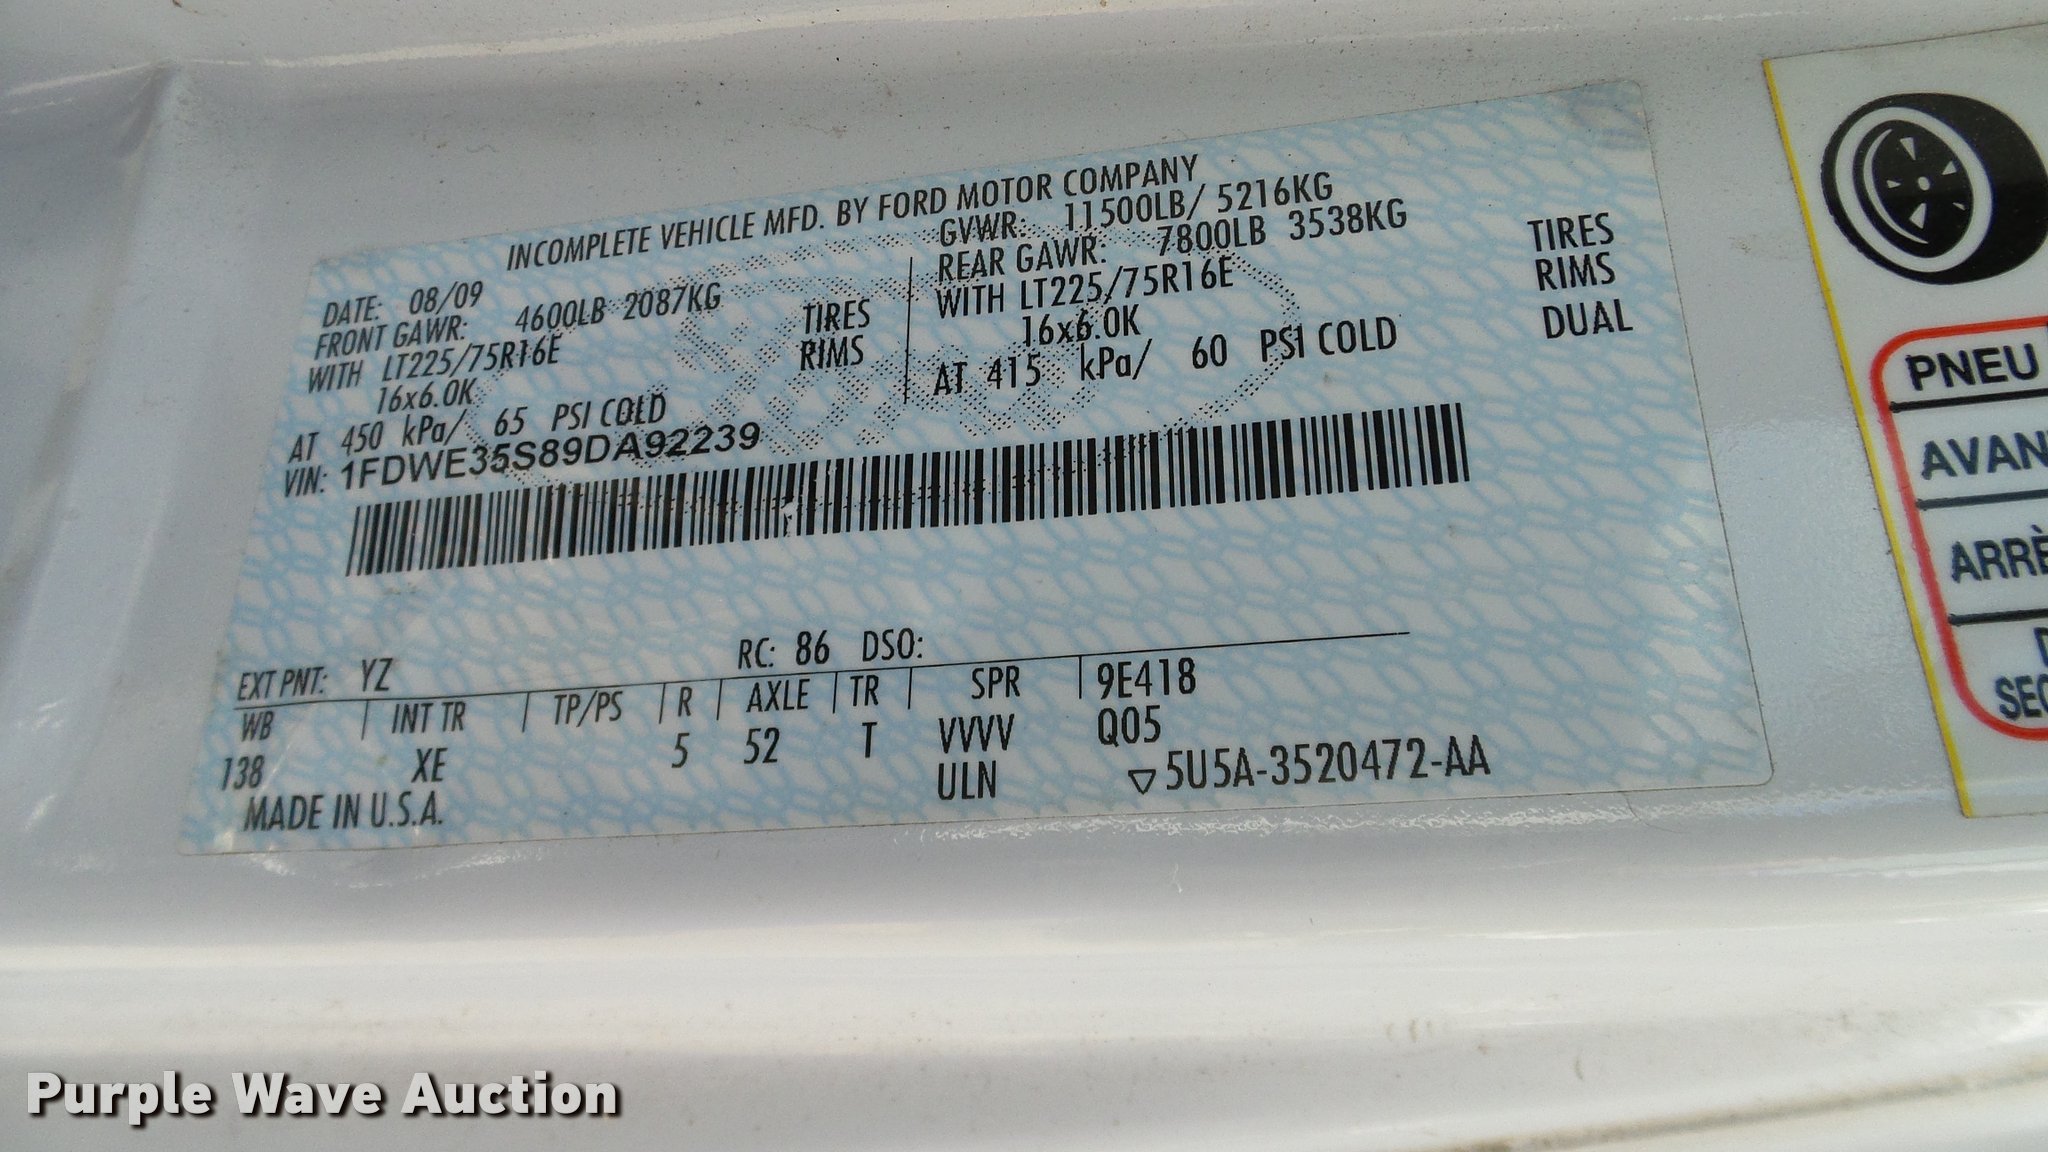 INCOMPLETE VEHICLE MFD. BY FORD MOTOR COMPANY
DATE: 08/09
GVWR: 11500LB/ 5216KG
FRONT GAWR: 4600LB 2087KG
REAR GAWR: 7800LB 3538KG
WITH LT225/75R16E TIRES
WITH LT225/75R16E TIRES
16x6.0K RIMS
16x6.0K RIMS
AT 450 kPa/ 65 PSI COLD
AT 415 kPa/ 60 PSI COLD DUAL
VIN: 1FDWE35S89DA92239
EXT PNT: YZ RC: 86 DSO:
WB INT TR TP/PS R AXLE TR SPR 9E418
138 XE 5 52 T VVVV Q05
MADE IN U.S.A. ULN ▽5U5A-3520472-AA
PNEU
AVAN
ARRÈ
Purple Wave Auction